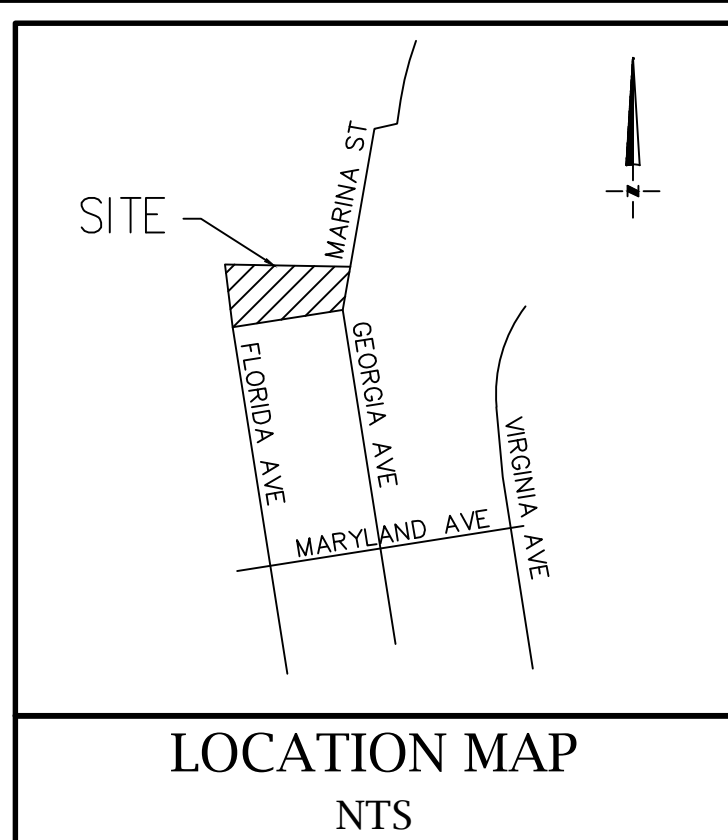 MARINA ST
SITE
N
GEORGIA AVE
FLORIDA AVE
VIRGINIA AVE
MARYLAND AVE
LOCATION MAP
NTS